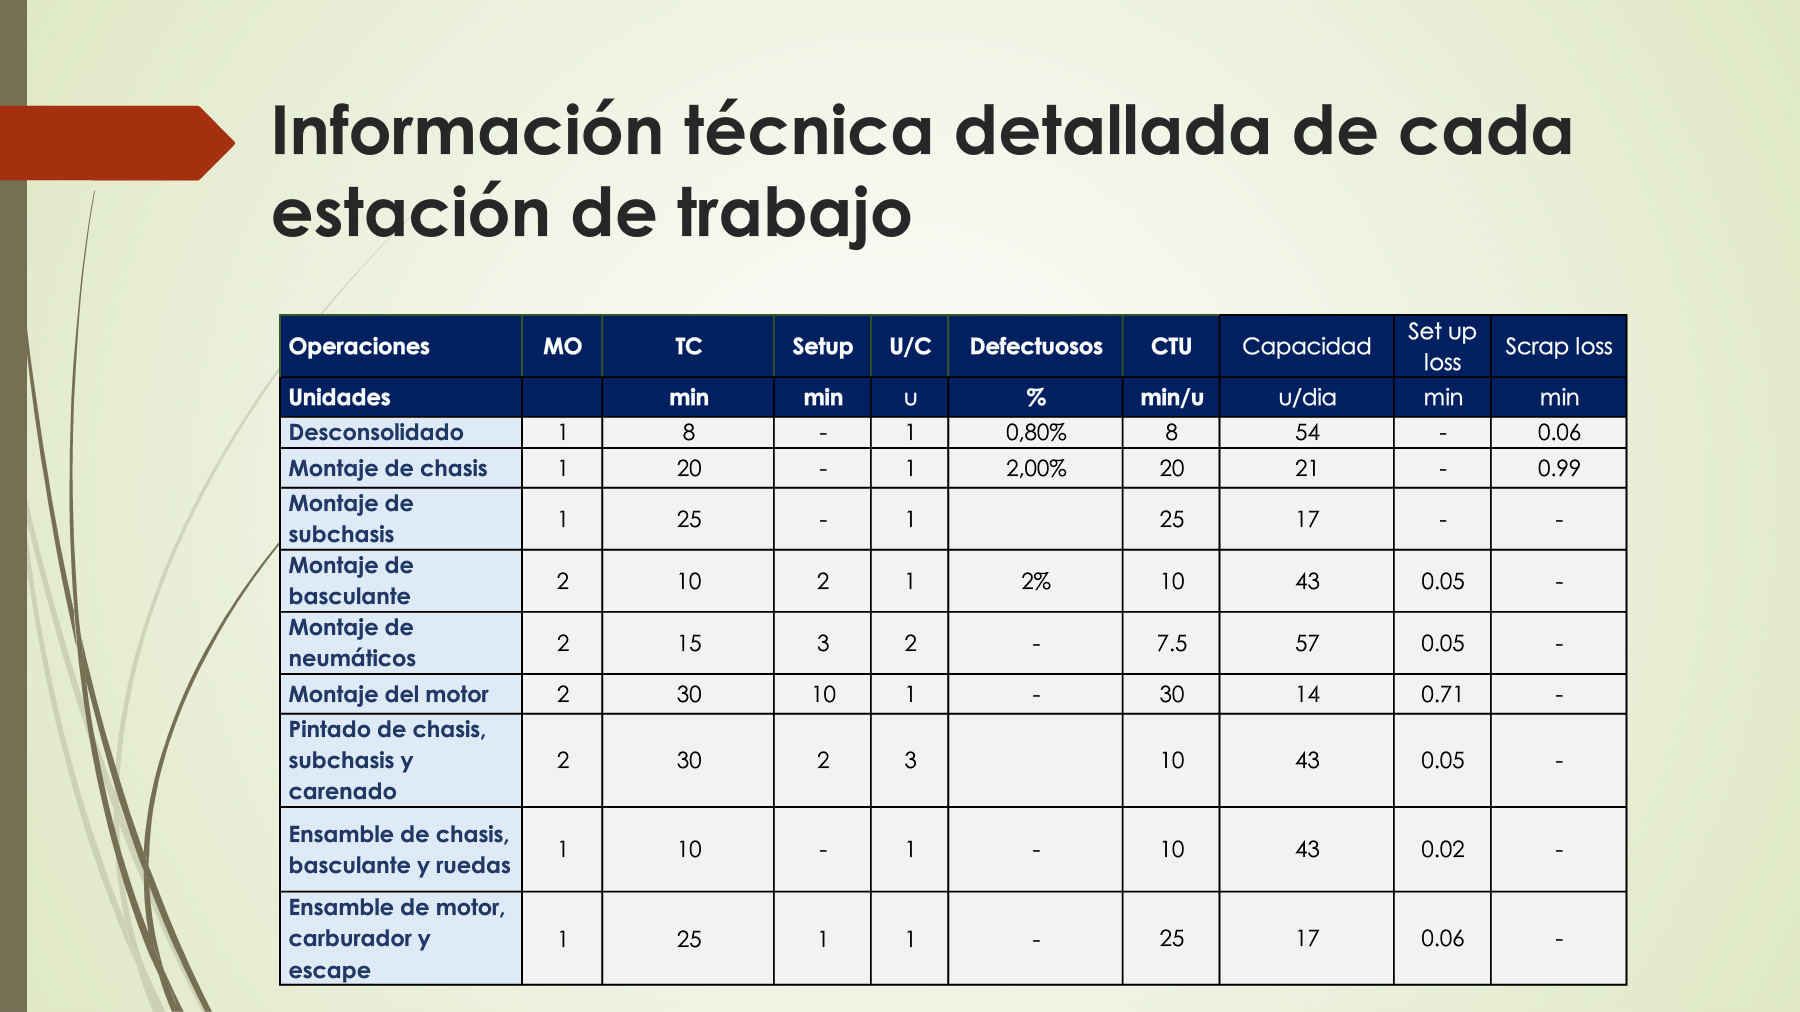 Información técnica detallada de cada
estación de trabajo
Operaciones MO TC Setup U/C Defectuosos CTU Capacidad Set up loss Scrap loss
Unidades min min u % min/u u/dia min min
Desconsolidado 1 8 - 1 0,80% 8 54 - 0.06
Montaje de chasis 1 20 - 1 2,00% 20 21 - 0.99
Montaje de subchasis 1 25 - 1 25 17 - -
Montaje de basculante 2 10 2 1 2% 10 43 0.05 -
Montaje de neumáticos 2 15 3 2 - 7.5 57 0.05 -
Montaje del motor 2 30 10 1 - 30 14 0.71 -
Pintado de chasis, subchasis y carenado 2 30 2 3 10 43 0.05 -
Ensamble de chasis, basculante y ruedas 1 10 - 1 - 10 43 0.02 -
Ensamble de motor, carburador y escape 1 25 1 1 - 25 17 0.06 -